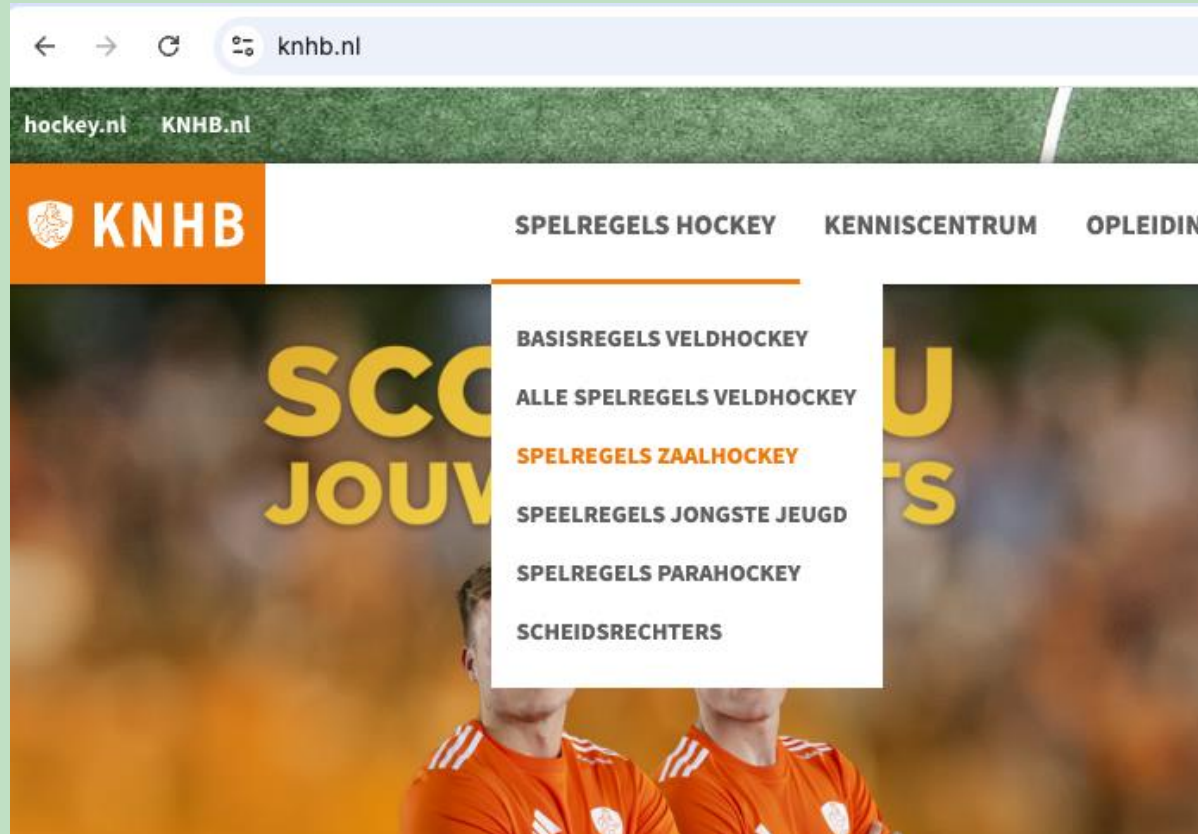 knhb.nl
hockey.nl KNHB.nl
KNHB
SPELREGELS HOCKEY KENNISCENTRUM OPLEIDIN
BASISREGELS VELDHOCKEY
ALLE SPELREGELS VELDHOCKEY
SPELREGELS ZAALHOCKEY
SPEELREGELS JONGSTE JEUGD
SPELREGELS PARAHOCKEY
SCHEIDSRECHTERS